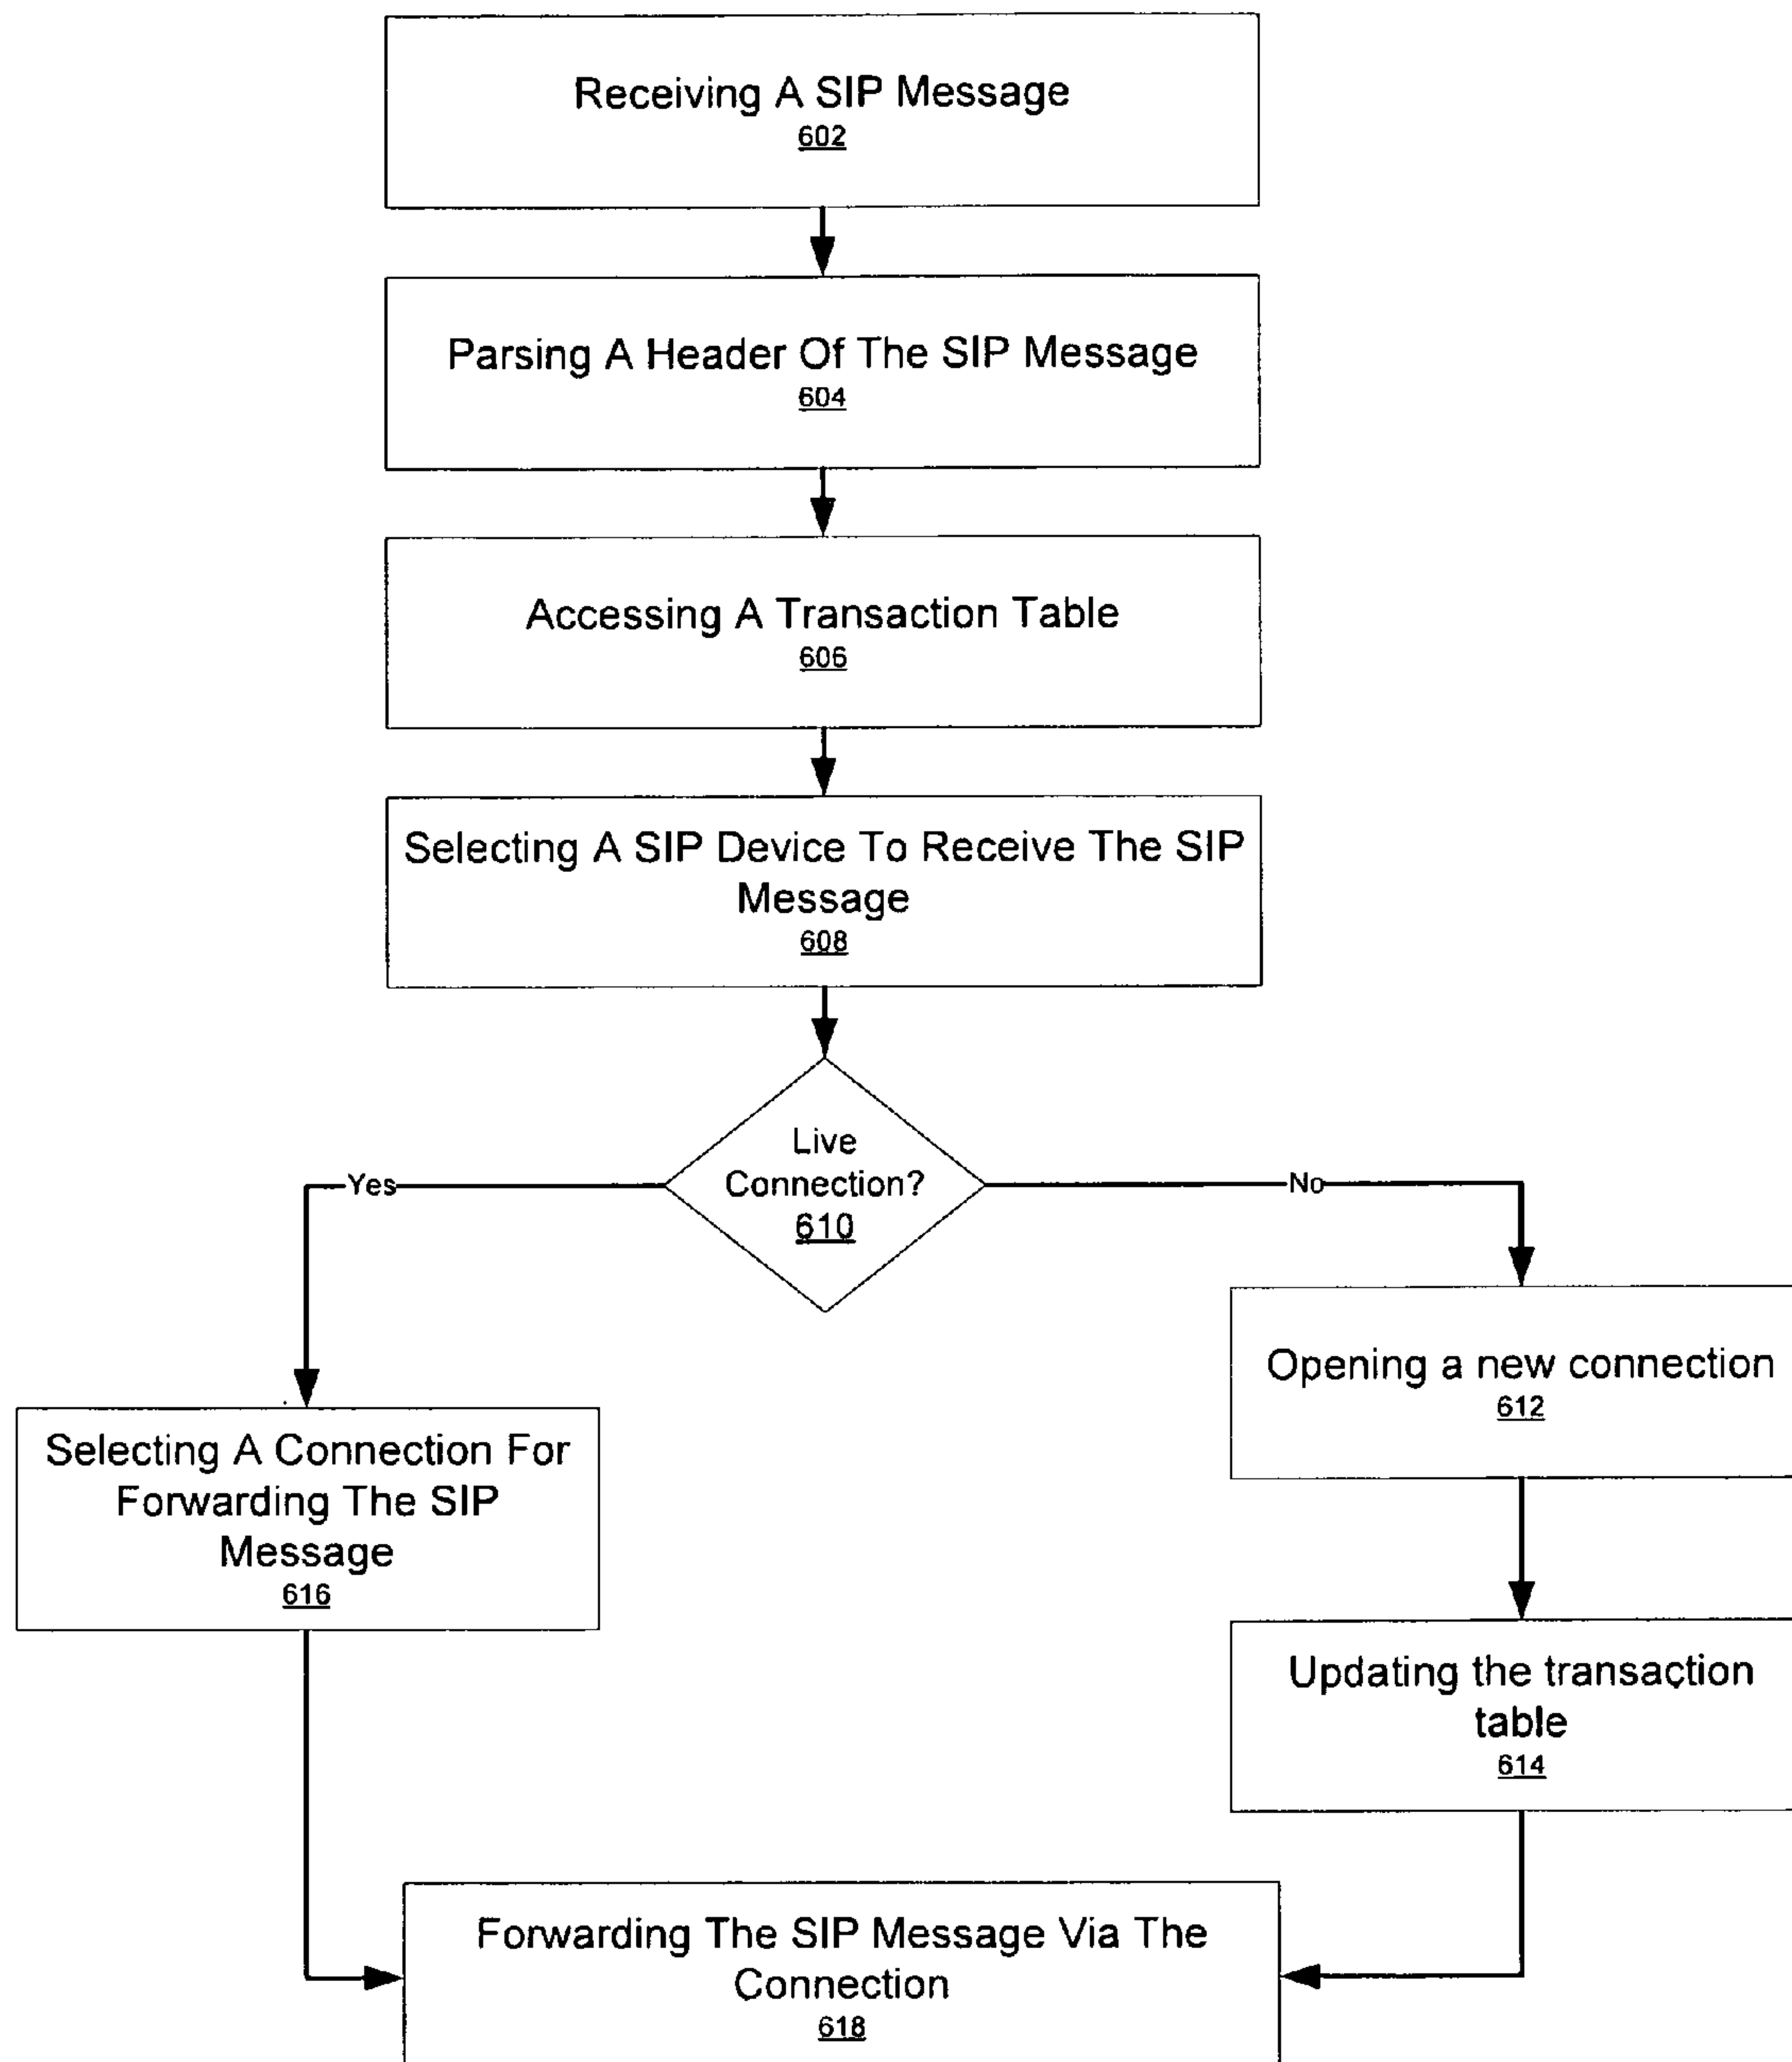 Receiving A SIP Message
602
Parsing A Header Of The SIP Message
604
Accessing A Transaction Table
606
Selecting A SIP Device To Receive The SIP
Message
608
Live
Connection?
610
Yes
No
Opening a new connection
612
Selecting A Connection For
Forwarding The SIP
Message
616
Updating the transaction
table
614
Forwarding The SIP Message Via The
Connection
618